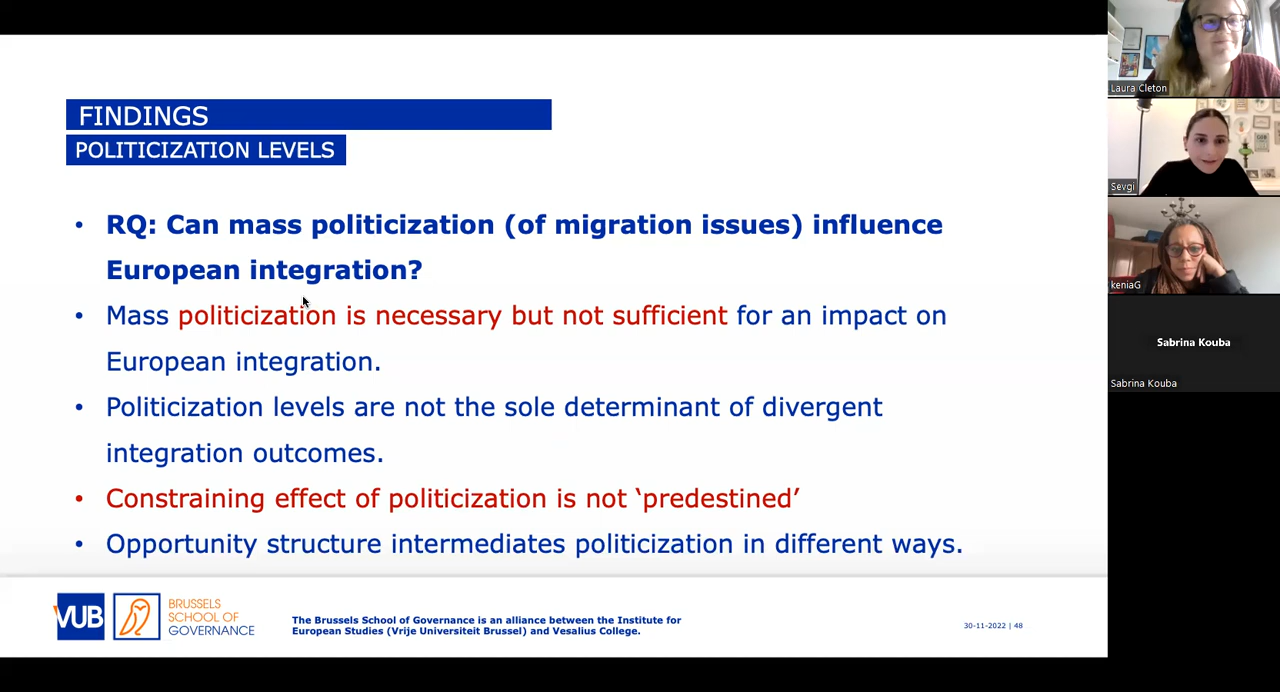 FINDINGS
POLITICIZATION LEVELS
• RQ: Can mass politicization (of migration issues) influence
European integration?
• Mass politicization is necessary but not sufficient for an impact on
European integration.
• Politicization levels are not the sole determinant of divergent
integration outcomes.
• Constraining effect of politicization is not ‘predestined’
• Opportunity structure intermediates politicization in different ways.
VUB
BRUSSELS
SCHOOL OF
GOVERNANCE
The Brussels School of Governance is an alliance between the Institute for
European Studies (Vrije Universiteit Brussel) and Vesalius College.
30-11-2022 | 48
Laura Cleton
Sevgi
keniaG
Sabrina Kouba
Sabrina Kouba